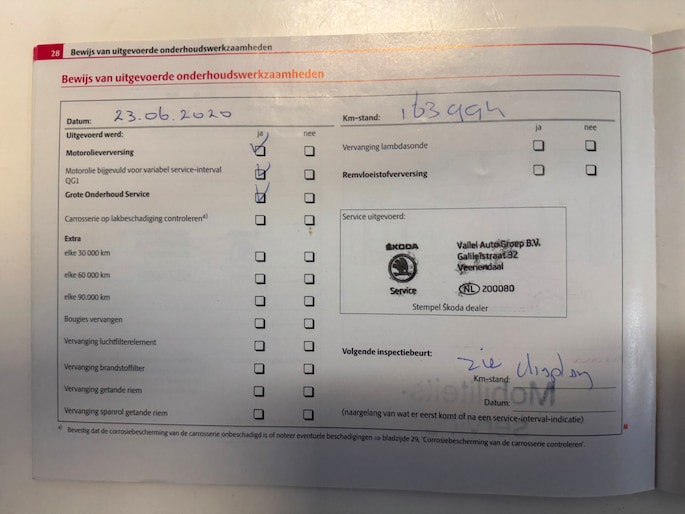 28 Bewijs van uitgevoerde onderhoudswerkzaamheden
Bewijs van uitgevoerde onderhoudswerkzaamheden
Datum: 23.06.2020
Uitgevoerd werd: ja nee
Motorolieverversing
Motorolie bijgevuld voor variabel service-interval
QG1
Grote Onderhoud Service
Carrosserie op lakbeschadiging controleren a)
Extra
elke 30 000 km
elke 60 000 km
elke 90.000 km
Bougies vervangen
Vervanging luchtfilterelement
Vervanging brandstoffilter
Vervanging getande riem
Vervanging spanrol getande riem
Km-stand:
ja nee
Vervanging lambdasonde
Remvloeistofverversing
Service uitgevoerd:
ŠKODA
Service
Vallei Auto Groep B.V.
Galileïstraat 32
Veenendaal
NL 200080
Stempel Škoda dealer
Volgende inspectiebeurt:
zie display
Km-stand:
Datum:
(naargelang van wat er eerst komt of na een service-interval-indicatie)
a) Bevestig dat de corrosiebescherming van de carrosserie onbeschadigd is of noteer eventuele beschadigingen ⇒ bladzijde 29, 'Corrosiebescherming van de carrosserie controleren'.